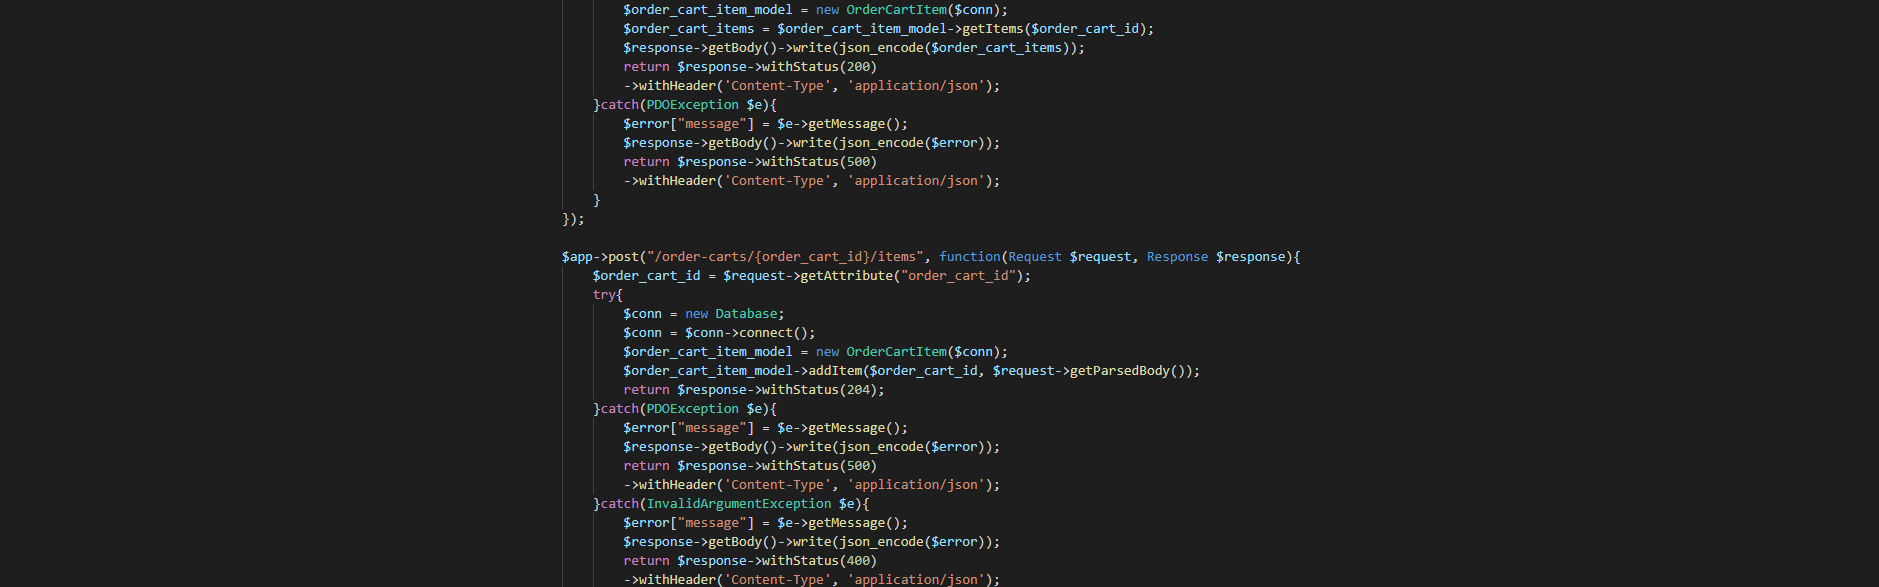 $order_cart_item_model = new OrderCartItem($conn);
$order_cart_items = $order_cart_item_model->getItems($order_cart_id);
$response->getBody()->write(json_encode($order_cart_items));
return $response->withStatus(200)
->withHeader('Content-Type', 'application/json');
}catch(PDOException $e){
$error["message"] = $e->getMessage();
$response->getBody()->write(json_encode($error));
return $response->withStatus(500)
->withHeader('Content-Type', 'application/json');
}
});
$app->post("/order-carts/{order_cart_id}/items", function(Request $request, Response $response){
$order_cart_id = $request->getAttribute("order_cart_id");
try{
$conn = new Database;
$conn = $conn->connect();
$order_cart_item_model = new OrderCartItem($conn);
$order_cart_item_model->addItem($order_cart_id, $request->getParsedBody());
return $response->withStatus(204);
}catch(PDOException $e){
$error["message"] = $e->getMessage();
$response->getBody()->write(json_encode($error));
return $response->withStatus(500)
->withHeader('Content-Type', 'application/json');
}catch(InvalidArgumentException $e){
$error["message"] = $e->getMessage();
$response->getBody()->write(json_encode($error));
return $response->withStatus(400)
->withHeader('Content-Type', 'application/json');